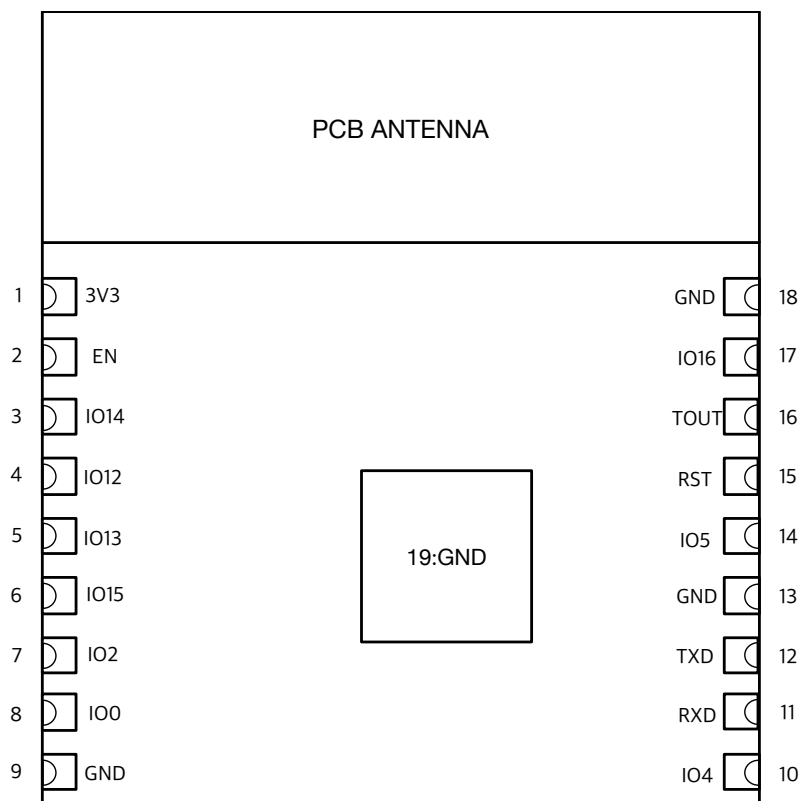 PCB ANTENNA
1 3V3 GND 18
2 EN IO16 17
3 IO14 TOUT 16
4 IO12 RST 15
5 IO13 IO5 14
19:GND
6 IO15 GND 13
7 IO2 TXD 12
8 IO0 RXD 11
9 GND IO4 10